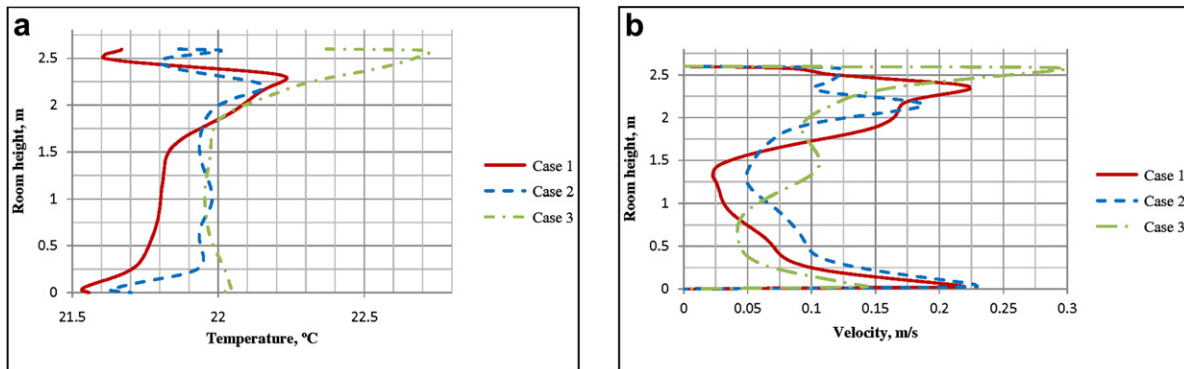 a
Room height, m
2.5
2
1.5
1
0.5
0
21.5
22
22.5
Temperature, ºC
Case 1
Case 2
Case 3
b
Room height, m
2.5
2
1.5
1
0.5
0
0
0.05
0.1
0.15
0.2
0.25
0.3
Velocity, m/s
Case 1
Case 2
Case 3